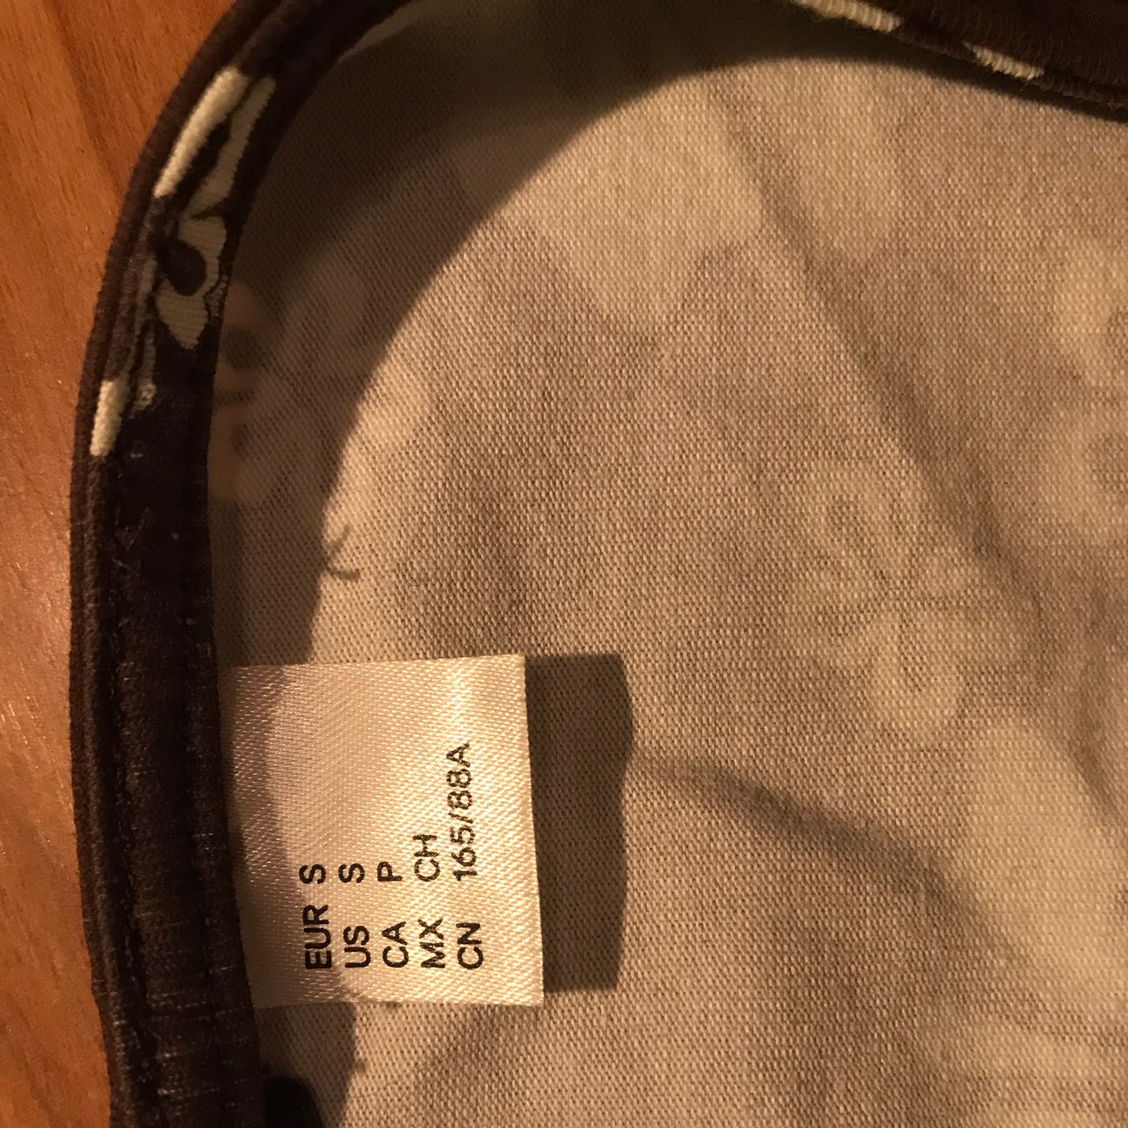 EUR S
US S
CA P
MX CH
CN 165/88A